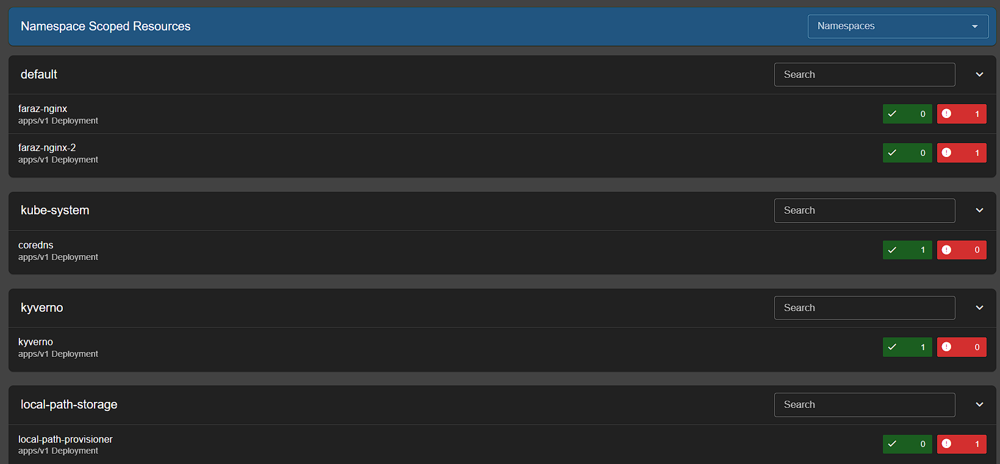 Namespace Scoped Resources
Namespaces
default
Search
faraz-nginx
apps/v1 Deployment
0
1
faraz-nginx-2
apps/v1 Deployment
0
1
kube-system
Search
coredns
apps/v1 Deployment
1
0
kyverno
Search
kyverno
apps/v1 Deployment
1
0
local-path-storage
Search
local-path-provisioner
apps/v1 Deployment
0
1